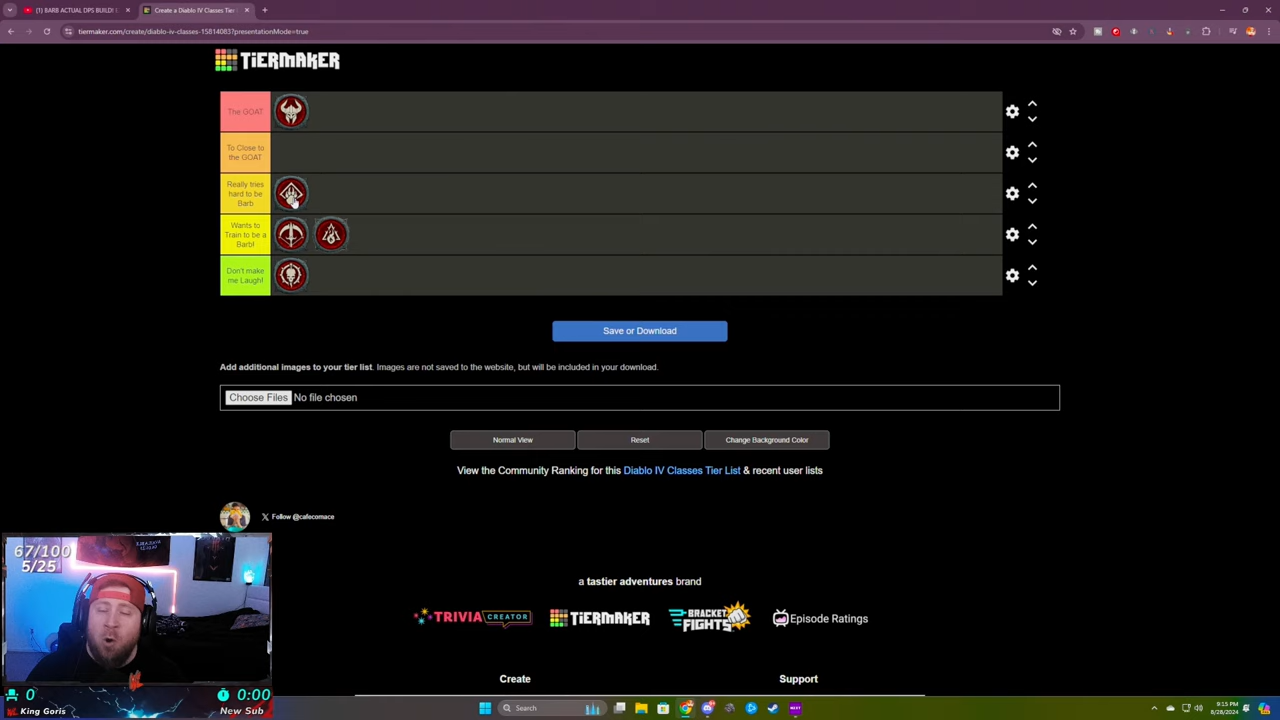 (1) BARB ACTUAL DPS BUILD!
Create a Diablo IV Classes Tier
tiermaker.com/create/diablo-iv-classes-1581408?presentationMode=true
TIERMAKER
The GOAT
To Close to
the GOAT
Really tries
hard to be
Barb
Wants to
Train to be a
Barb!
Don't make
me Laugh!
Save or Download
Add additional images to your tier list. Images are not saved to the website, but will be included in your download.
Choose Files No file chosen
Normal View
Reset
Change Background Color
View the Community Ranking for this Diablo IV Classes Tier List & recent user lists
X Follow @cafecomace
67/100
5/25
a tastier adventures brand
TRIVIA CREATOR
TIERMAKER
BRACKET FIGHTS
Episode Ratings
Create
Support
0
0:00
King Goris
New Sub
Search
9:15 PM
8/28/2024